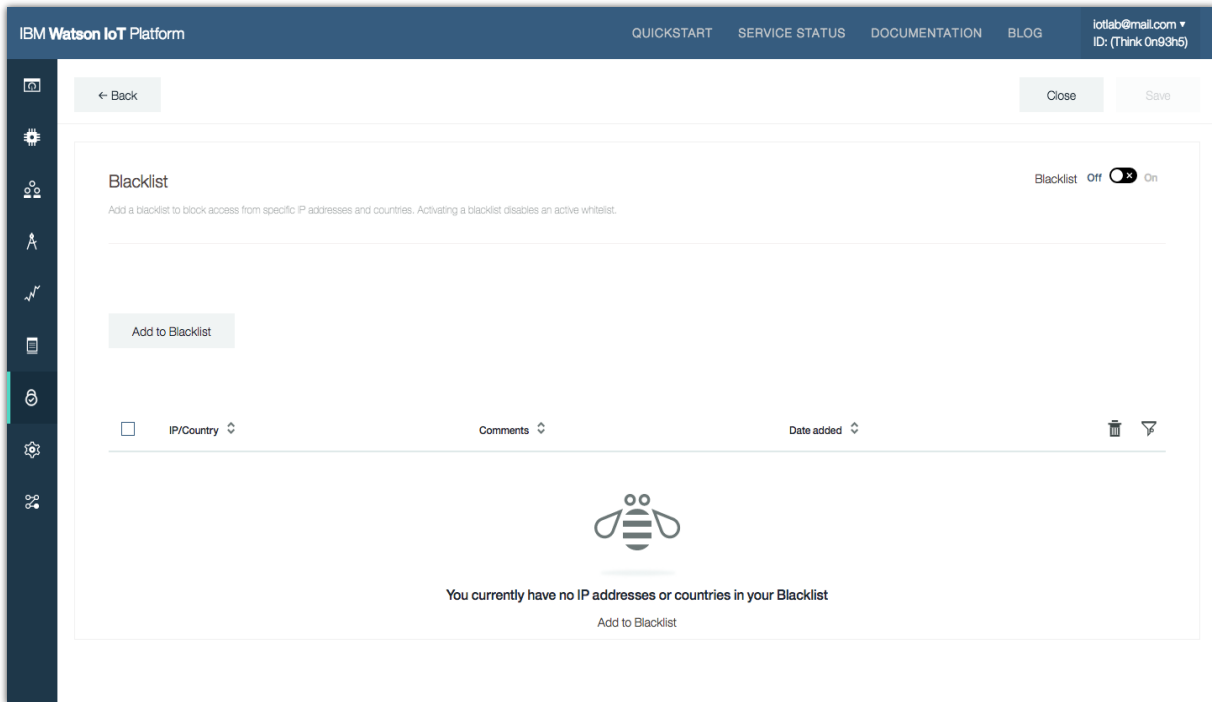 IBM Watson IoT Platform
QUICKSTART SERVICE STATUS DOCUMENTATION BLOG
iotlab@mail.com ▾
ID: (Think 0n93h5)
← Back
Close Save
Blacklist
Blacklist Off On
Add a blacklist to block access from specific IP addresses and countries. Activating a blacklist disables an active whitelist.
Add to Blacklist
IP/Country Comments Date added
You currently have no IP addresses or countries in your Blacklist
Add to Blacklist